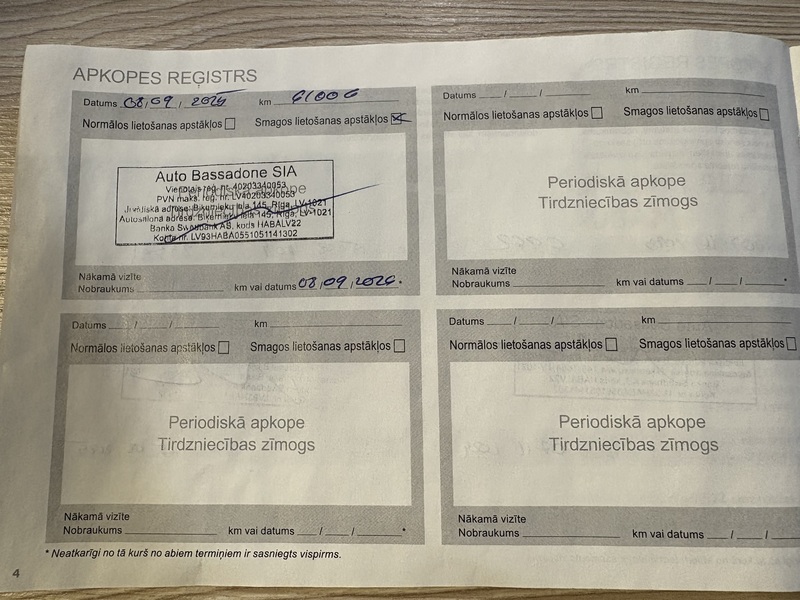 APKOPES REĢISTRS
Datums 08,09, km
Normālos lietošanas apstākļos Smagos lietošanas apstākļos
Auto Bassadone SIA
Vienotais reģ. nr. 40203340053
PVN maks. reģ. nr. LV40203340053
Juridiskā adrese: Biķernieku iela 145, Rīga, LV-1021
Autosalona adrese: Biķernieku iela 145, Rīga, LV-1021
Banka Swedbank AS, kods HABALV22
Konta nr. LV93HABA0551051141302
Periodiskā apkope
Nākamā vizīte
Nobraukums km vai datums 08,09,2026.
Datums / / km
Normālos lietošanas apstākļos Smagos lietošanas apstākļos
Periodiskā apkope
Tirdzniecības zīmogs
Nākamā vizīte
Nobraukums km vai datums / / *
Datums / / km
Normālos lietošanas apstākļos Smagos lietošanas apstākļos
Periodiskā apkope
Tirdzniecības zīmogs
Nākamā vizīte
Nobraukums km vai datums / / *
Datums / / km
Normālos lietošanas apstākļos Smagos lietošanas apstākļos
Periodiskā apkope
Tirdzniecības zīmogs
Nākamā vizīte
Nobraukums km vai datums / /
* Neatkarīgi no tā kurš no abiem termiņiem ir sasniegts vispirms.
4